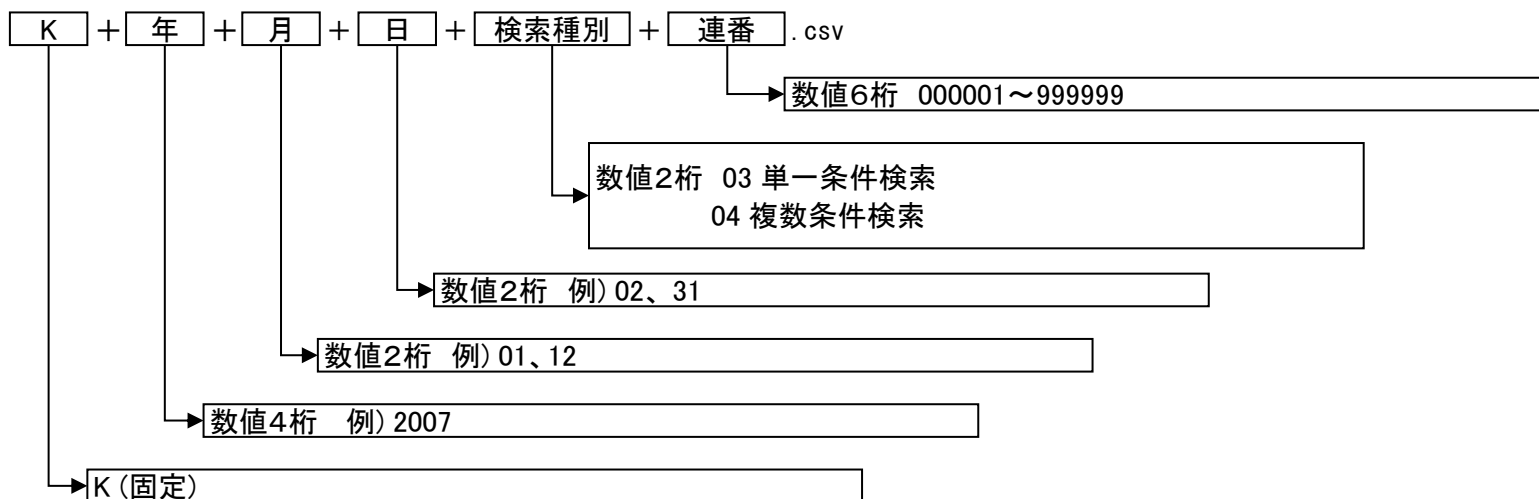 K＋年＋月＋日＋検索種別＋連番.csv
数値６桁 000001～999999
数値２桁 03 単一条件検索
04 複数条件検索
数値２桁 例）02、31
数値２桁 例）01、12
数値４桁 例）2007
K（固定）